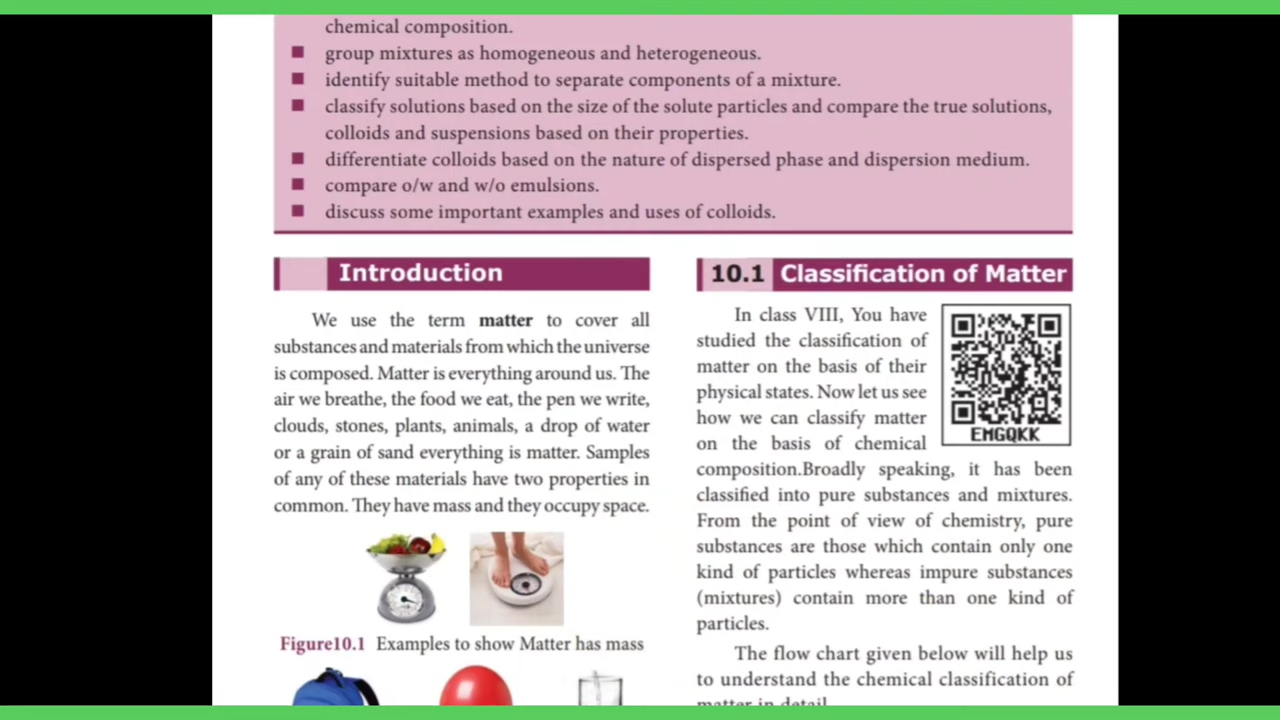 chemical composition.
■ group mixtures as homogeneous and heterogeneous.
■ identify suitable method to separate components of a mixture.
■ classify solutions based on the size of the solute particles and compare the true solutions,
colloids and suspensions based on their properties.
■ differentiate colloids based on the nature of dispersed phase and dispersion medium.
■ compare o/w and w/o emulsions.
■ discuss some important examples and uses of colloids.
Introduction
We use the term matter to cover all
substances and materials from which the universe
is composed. Matter is everything around us. The
air we breathe, the food we eat, the pen we write,
clouds, stones, plants, animals, a drop of water
or a grain of sand everything is matter. Samples
of any of these materials have two properties in
common. They have mass and they occupy space.
Figure10.1 Examples to show Matter has mass
10.1 Classification of Matter
In class VIII, You have
studied the classification of
matter on the basis of their
physical states. Now let us see
how we can classify matter
on the basis of chemical
EMGQKK
composition.Broadly speaking, it has been
classified into pure substances and mixtures.
From the point of view of chemistry, pure
substances are those which contain only one
kind of particles whereas impure substances
(mixtures) contain more than one kind of
particles.
The flow chart given below will help us
to understand the chemical classification of
matter in detail